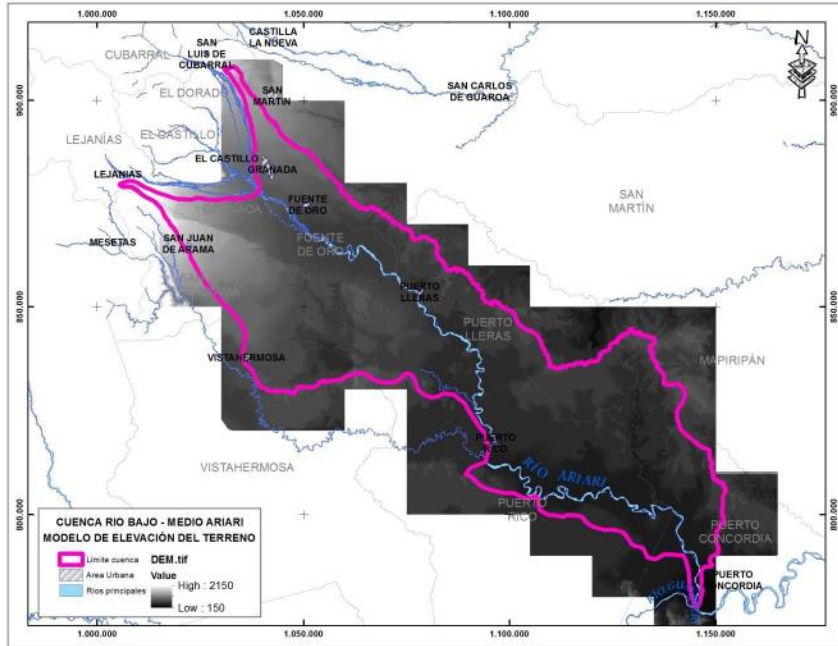 1.000.000
1.050.000
1.100.000
1.150.000
CASTILLA
LA NUEVA
SAN
LUIS DE
CUBARRAL
CUBARRAL
N
900.000
900.000
EL DORADO
SAN
MARTIN
SAN CARLOS
DE GUAROA
EL CASTILLO
LEJANÍAS
EL CASTILLO
GRANADA
LEJANIAS
GRANADA
FUENTE
DE ORO
SAN
MARTÍN
FUENTE
DE ORO
MESETAS
SAN JUAN
DE ARAMA
PUERTO
LLERAS
850.000
850.000
PUERTO
LLERAS
VISTAHERMOSA
MAPIRIPÁN
PUERTO
RICO
VISTAHERMOSA
RÍO ARIARI
PUERTO
RICO
800.000
800.000
PUERTO
CONCORDIA
PUERTO
CONCORDIA
CUENCA RIO BAJO - MEDIO ARIARI
MODELO DE ELEVACIÓN DEL TERRENO
Limite cuenca
DEM.tif
Area Urbana
Value
Rios principales
High : 2150
Low : 150
1.000.000
1.050.000
1.100.000
1.150.000